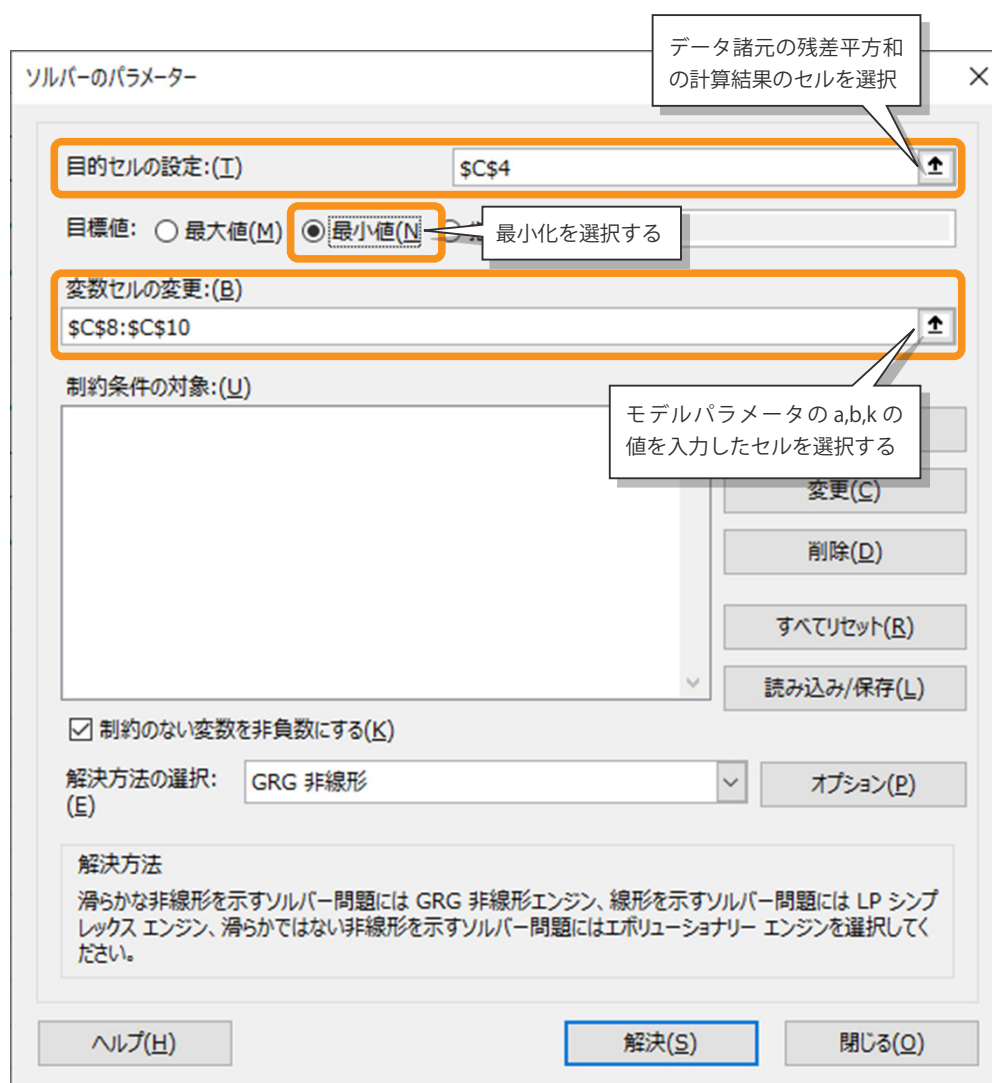 データ諸元の残差平方和
の計算結果のセルを選択
ソルバーのパラメーター
目的セルの設定:(T)
$C$4
目標値:
最大値(M)
最小値(N
最小化を選択する
変数セルの変更:(B)
$C$8:$C$10
制約条件の対象:(U)
モデルパラメータの a,b,k の
値を入力したセルを選択する
変更(C)
削除(D)
すべてリセット(R)
読み込み/保存(L)
制約のない変数を非負数にする(K)
解決方法の選択:
(E)
GRG 非線形
オプション(P)
解決方法
滑らかな非線形を示すソルバー問題には GRG 非線形エンジン、線形を示すソルバー問題には LP シンプ
レックス エンジン、滑らかではない非線形を示すソルバー問題にはエボリューショナリー エンジンを選択してく
ださい。
ヘルプ(H)
解決(S)
閉じる(O)